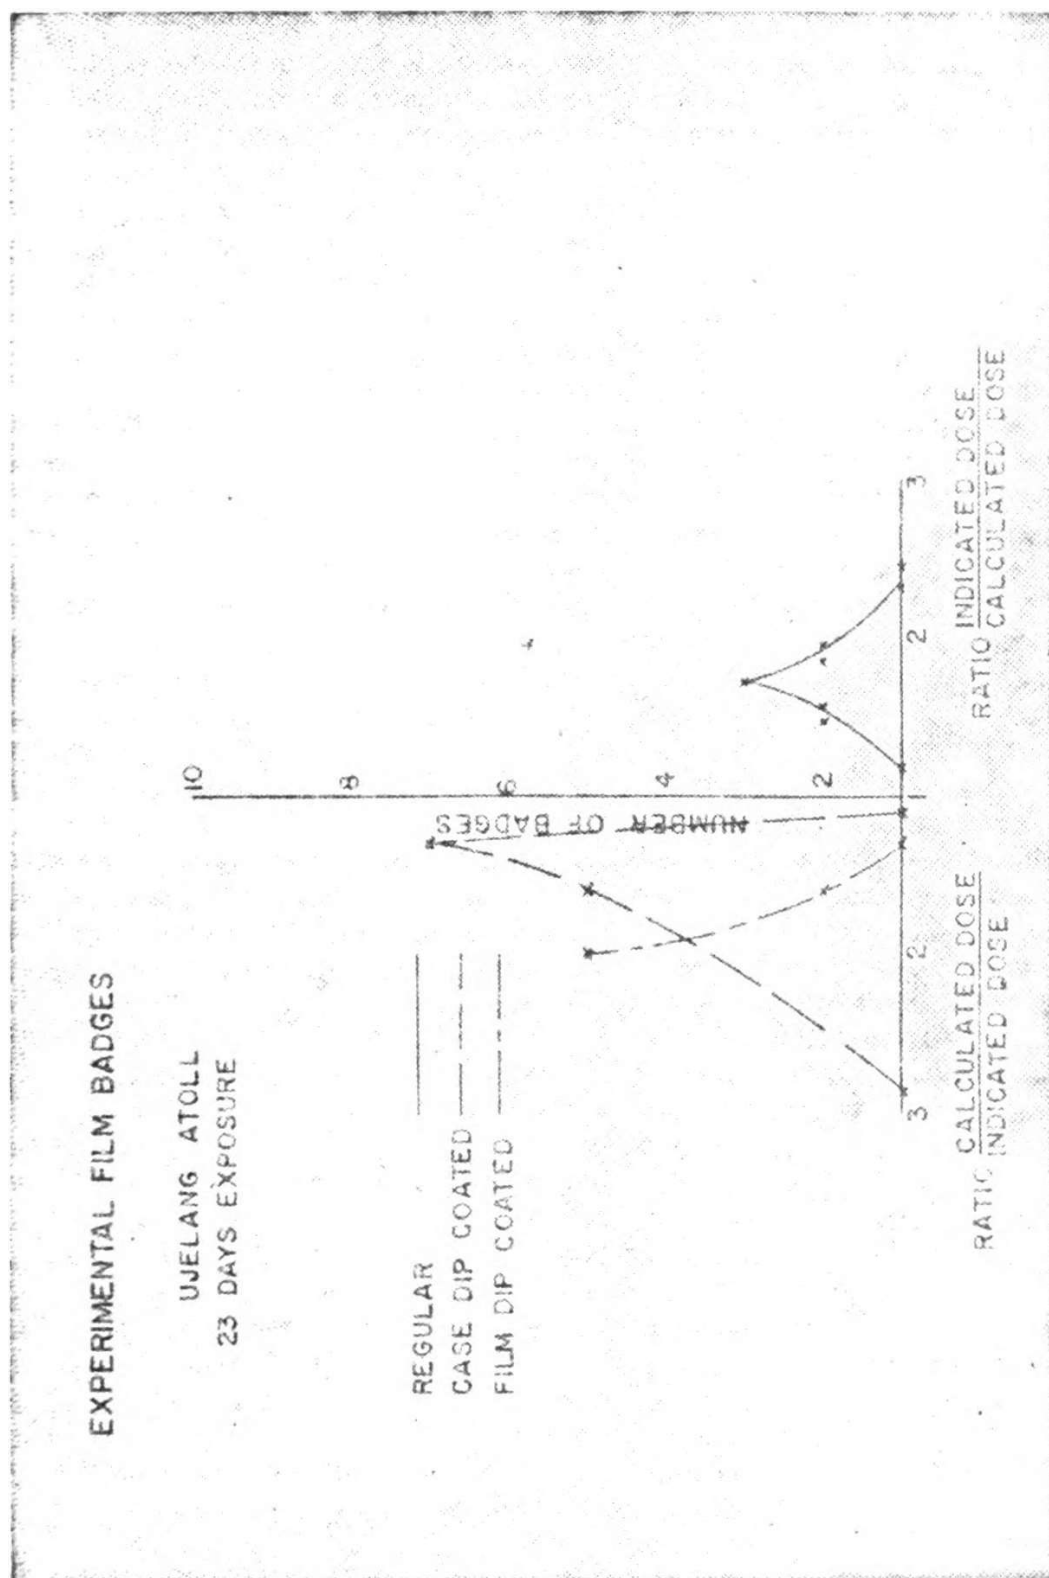 EXPERIMENTAL FILM BADGES
UJELANG ATOLL
23 DAYS EXPOSURE
REGULAR
CASE DIP COATED
FILM DIP COATED
10
8
6
4
2
NUMBER OF BADGES
3
2
2
3
RATIO CALCULATED DOSE
INDICATED DOSE
RATIO INDICATED DOSE
CALCULATED DOSE